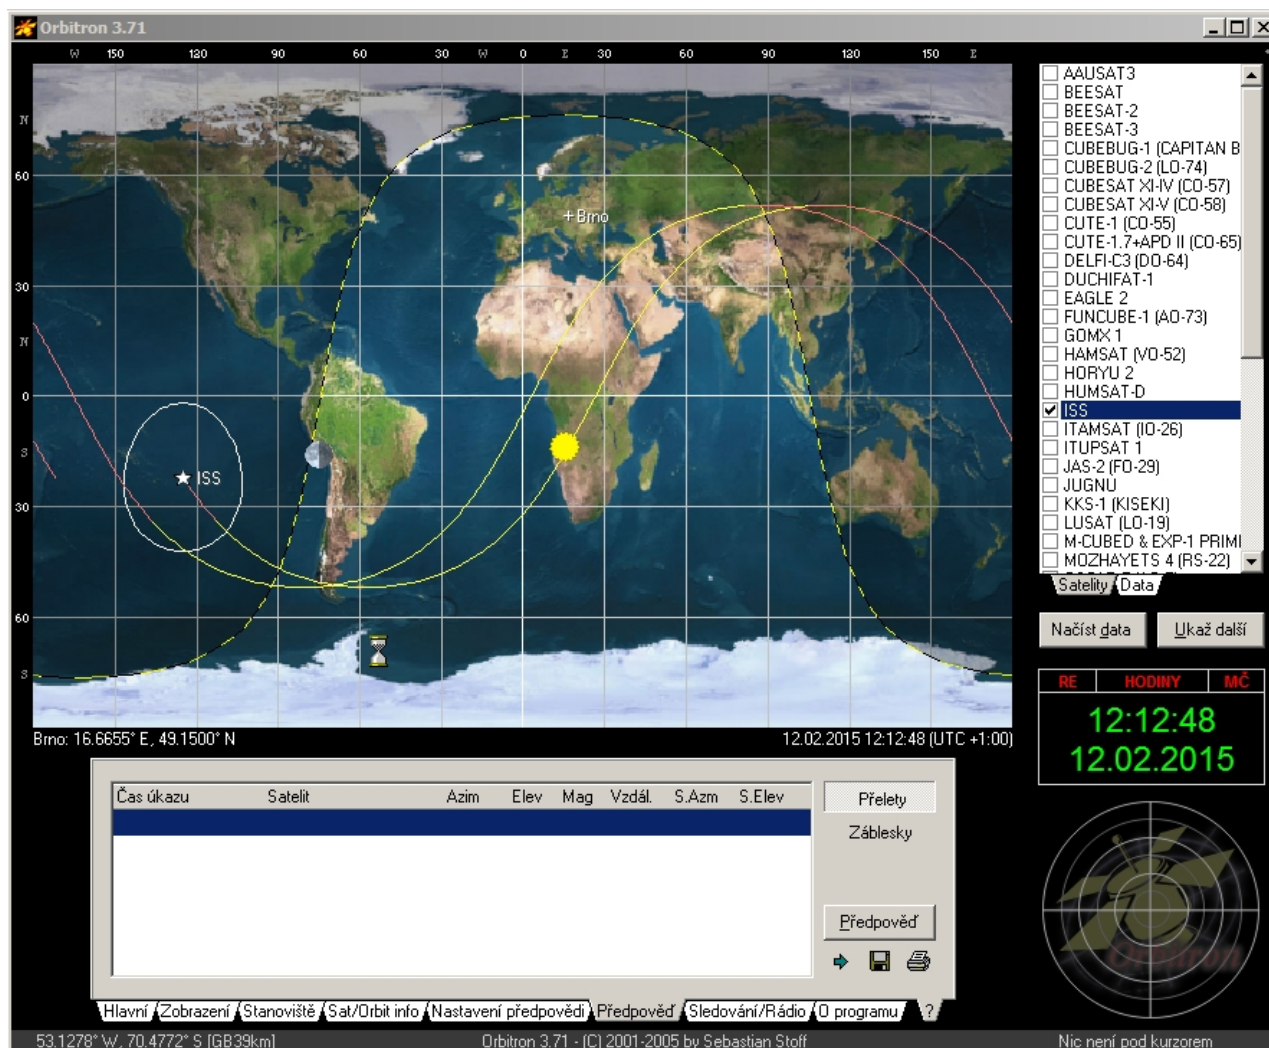 Orbitron 3.71
W 150 120 90 60 30 W 0 E 30 60 90 120 150 E
N
60
30
N
0
S
30
60
S
Brno
ISS
Brno: 16.6655° E, 49.1500° N
12.02.2015 12:12:48 (UTC +1:00)
AAUSAT3
BEESAT
BEESAT-2
BEESAT-3
CUBEBUG-1 (CAPITAN B
CUBEBUG-2 (LO-74)
CUBESAT XI-IV (CO-57)
CUBESAT XI-V (CO-58)
CUTE-1 (CO-55)
CUTE-1.7+APD II (CO-65)
DELFI-C3 (DO-64)
DUCHIFAT-1
EAGLE 2
FUNCUBE-1 (AO-73)
GOMX 1
HAMSAT (VO-52)
HORYU 2
HUMSAT-D
ISS
ITAMSAT (IO-26)
ITUPSAT 1
JAS-2 (FO-29)
JUGNU
KKS-1 (KISEKI)
LUSAT (LO-19)
M-CUBED & EXP-1 PRIMI
MOZHAYETS 4 (RS-22)
Satelity Data
Načíst data Ukaž další
RE HODINY MČ
12:12:48
12.02.2015
Orbitron
Čas úkazu Satelit Azim Elev Mag Vzdál. S.Azm S.Elev
Přelety
Záblesky
Předpověď
Hlavní Zobrazení Stanoviště Sat/Orbit info Nastavení předpovědi Předpověď Sledování/Rádio O programu ?
53.1278° W, 70.4772° S [GB39km] Orbitron 3.71 - (C) 2001-2005 by Sebastian Stoff Nic není pod kurzorem